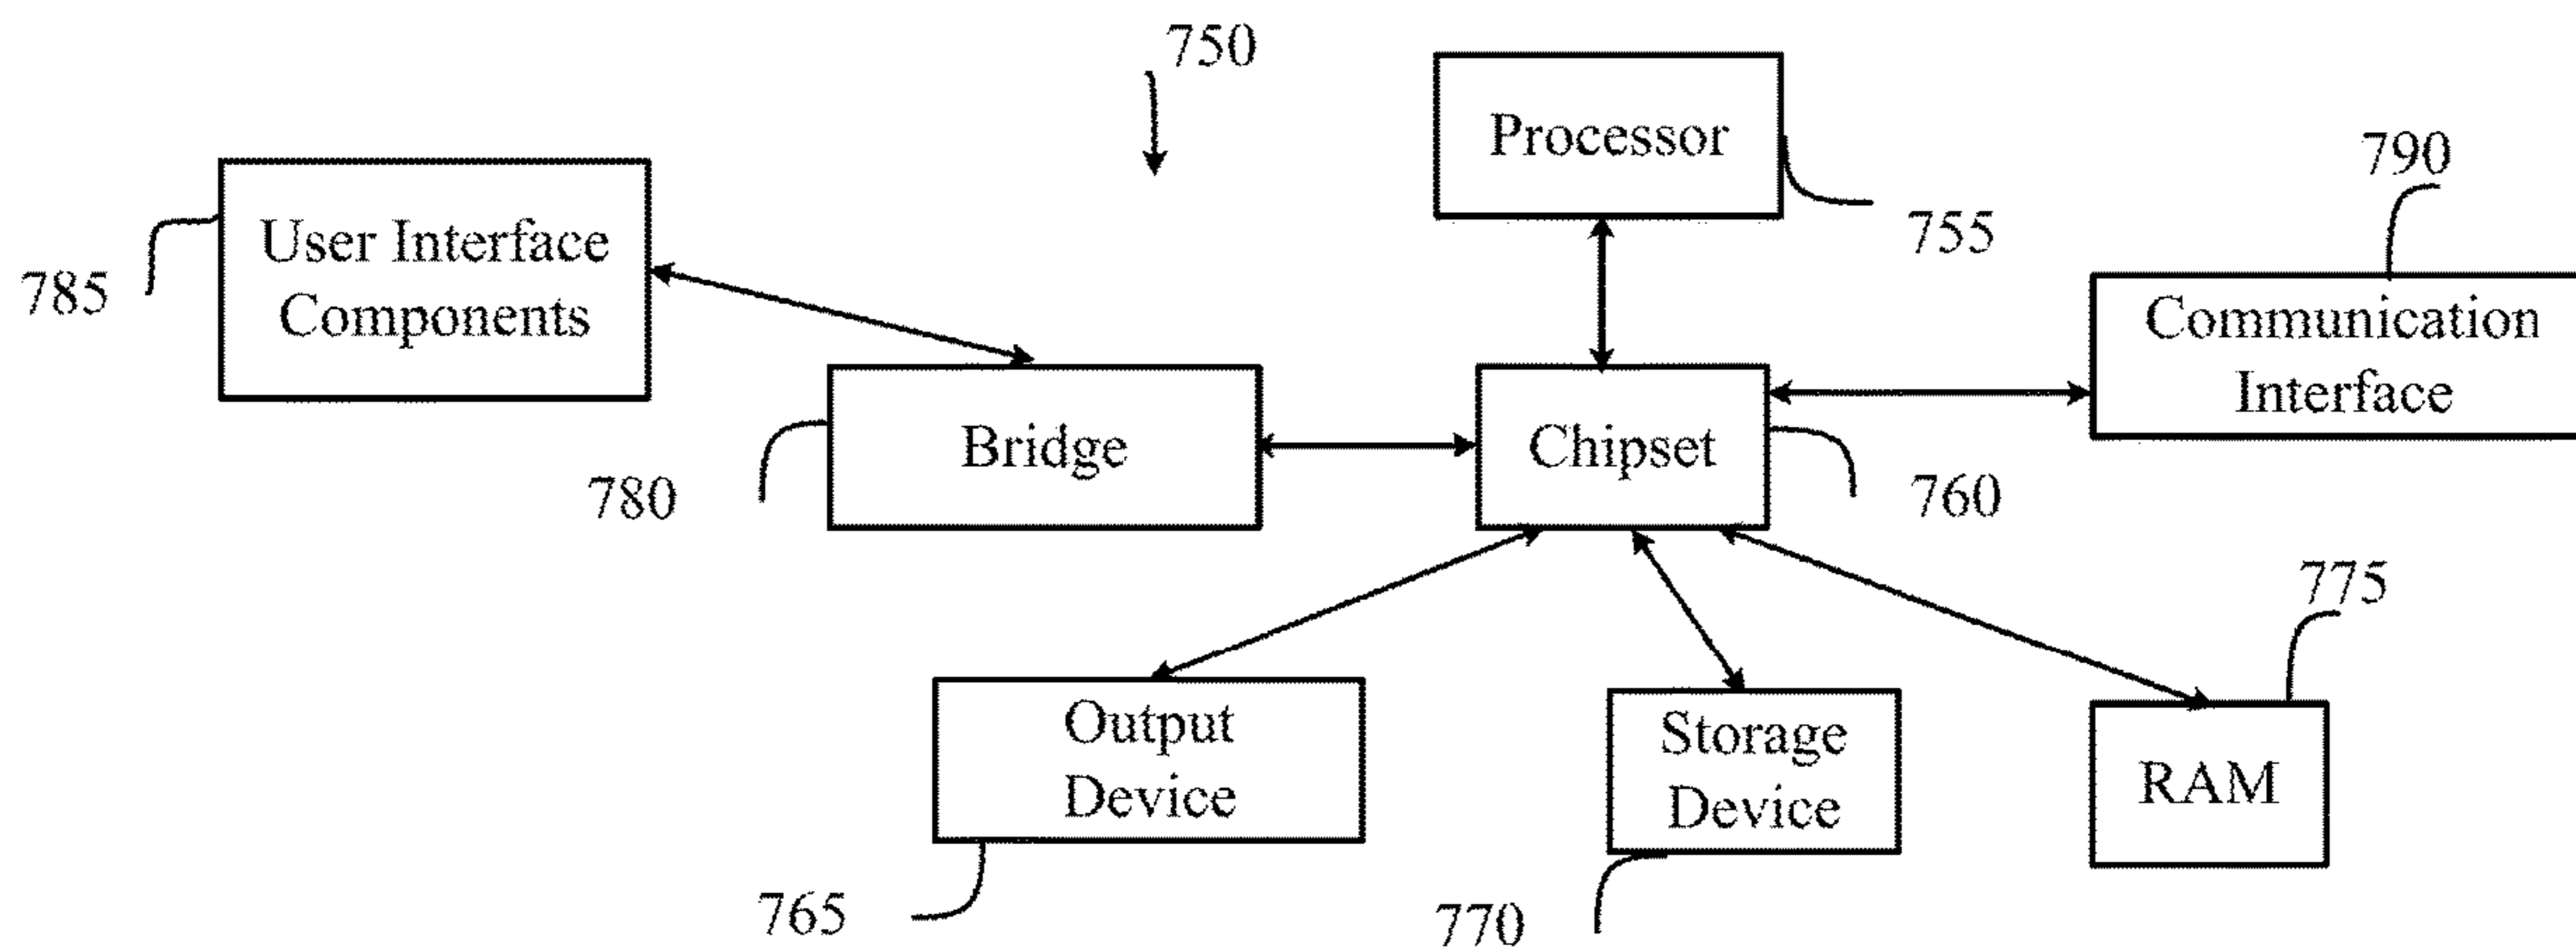 750
Processor
790
User Interface
Components
755
785
Communication
Interface
Bridge
Chipset
780
760
775
Output
Device
Storage
Device
RAM
765
770